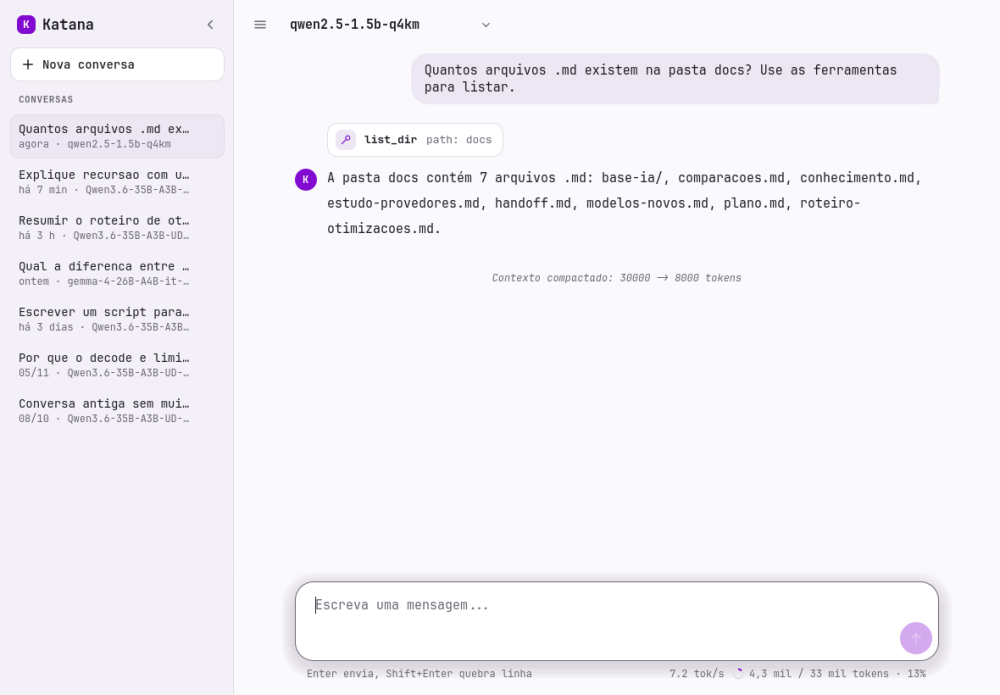 K Katana
Nova conversa
CONVERSAS
Quantos arquivos .md ex…
agora · qwen2.5-1.5b-q4km
Explique recursao com u…
há 7 min · Qwen3.6-35B-A3B-…
Resumir o roteiro de ot…
há 3 h · Qwen3.6-35B-A3B-UD…
Qual a diferenca entre …
ontem · gemma-4-26B-A4B-it-…
Escrever um script para…
há 3 dias · Qwen3.6-35B-A3B…
Por que o decode e limi…
05/11 · Qwen3.6-35B-A3B-UD-…
Conversa antiga sem mui…
08/10 · Qwen3.6-35B-A3B-UD-…
qwen2.5-1.5b-q4km
Quantos arquivos .md existem na pasta docs? Use as ferramentas
para listar.
list_dir path: docs
K
A pasta docs contém 7 arquivos .md: base-ia/, comparacoes.md, conhecimento.md,
estudo-provedores.md, handoff.md, modelos-novos.md, plano.md, roteiro-
otimizacoes.md.
Contexto compactado: 30000 → 8000 tokens
Escreva uma mensagem...
Enter envia, Shift+Enter quebra linha
7.2 tok/s 4,3 mil / 33 mil tokens · 13%